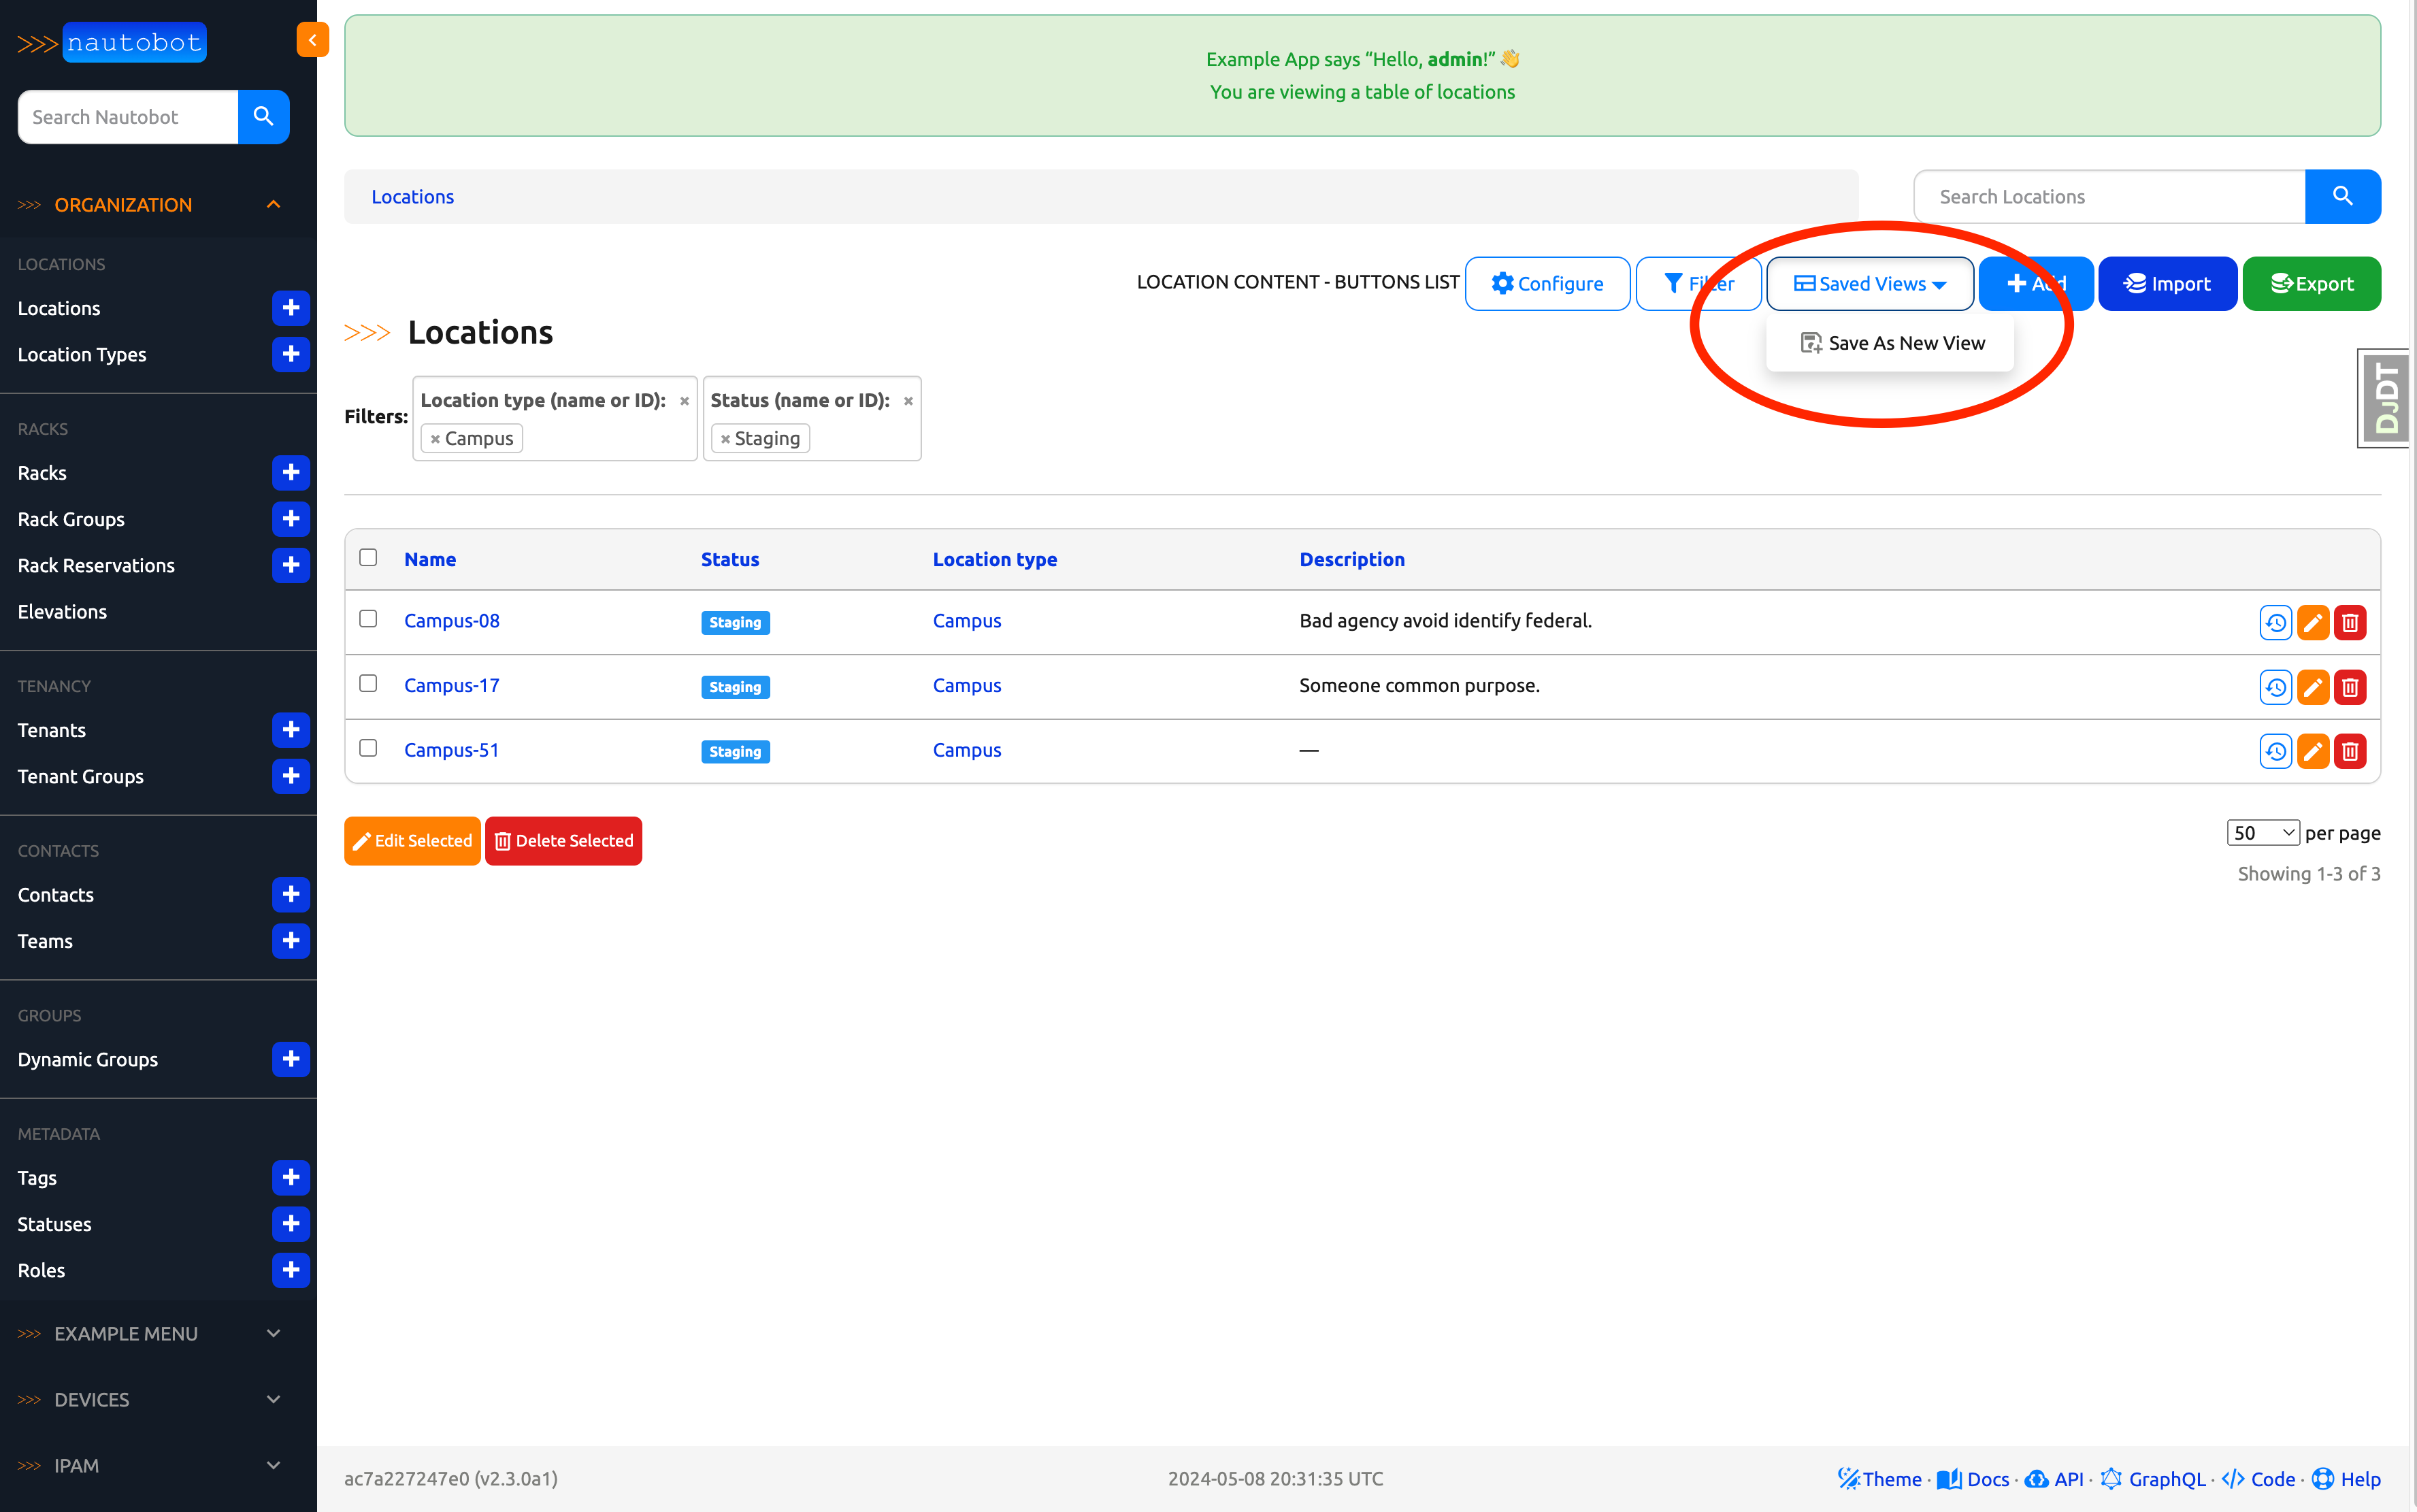 nautobot
Search Nautobot
ORGANIZATION
LOCATIONS
Locations
Location Types
RACKS
Racks
Rack Groups
Rack Reservations
Elevations
TENANCY
Tenants
Tenant Groups
CONTACTS
Contacts
Teams
GROUPS
Dynamic Groups
METADATA
Tags
Statuses
Roles
EXAMPLE MENU
DEVICES
IPAM
Example App says “Hello, admin!” 👋
You are viewing a table of locations
Locations
Search Locations
LOCATION CONTENT - BUTTONS LIST Configure Filter Saved Views Add Import Export
Save As New View
Locations
DJDT
Filters: Location type (name or ID): × Status (name or ID): ×
× Campus × Staging
Name Status Location type Description
Campus-08 Staging Campus Bad agency avoid identify federal.
Campus-17 Staging Campus Someone common purpose.
Campus-51 Staging Campus —
Edit Selected Delete Selected
50 per page
Showing 1-3 of 3
ac7a227247e0 (v2.3.0a1) 2024-05-08 20:31:35 UTC Theme · Docs · API · GraphQL · Code · Help